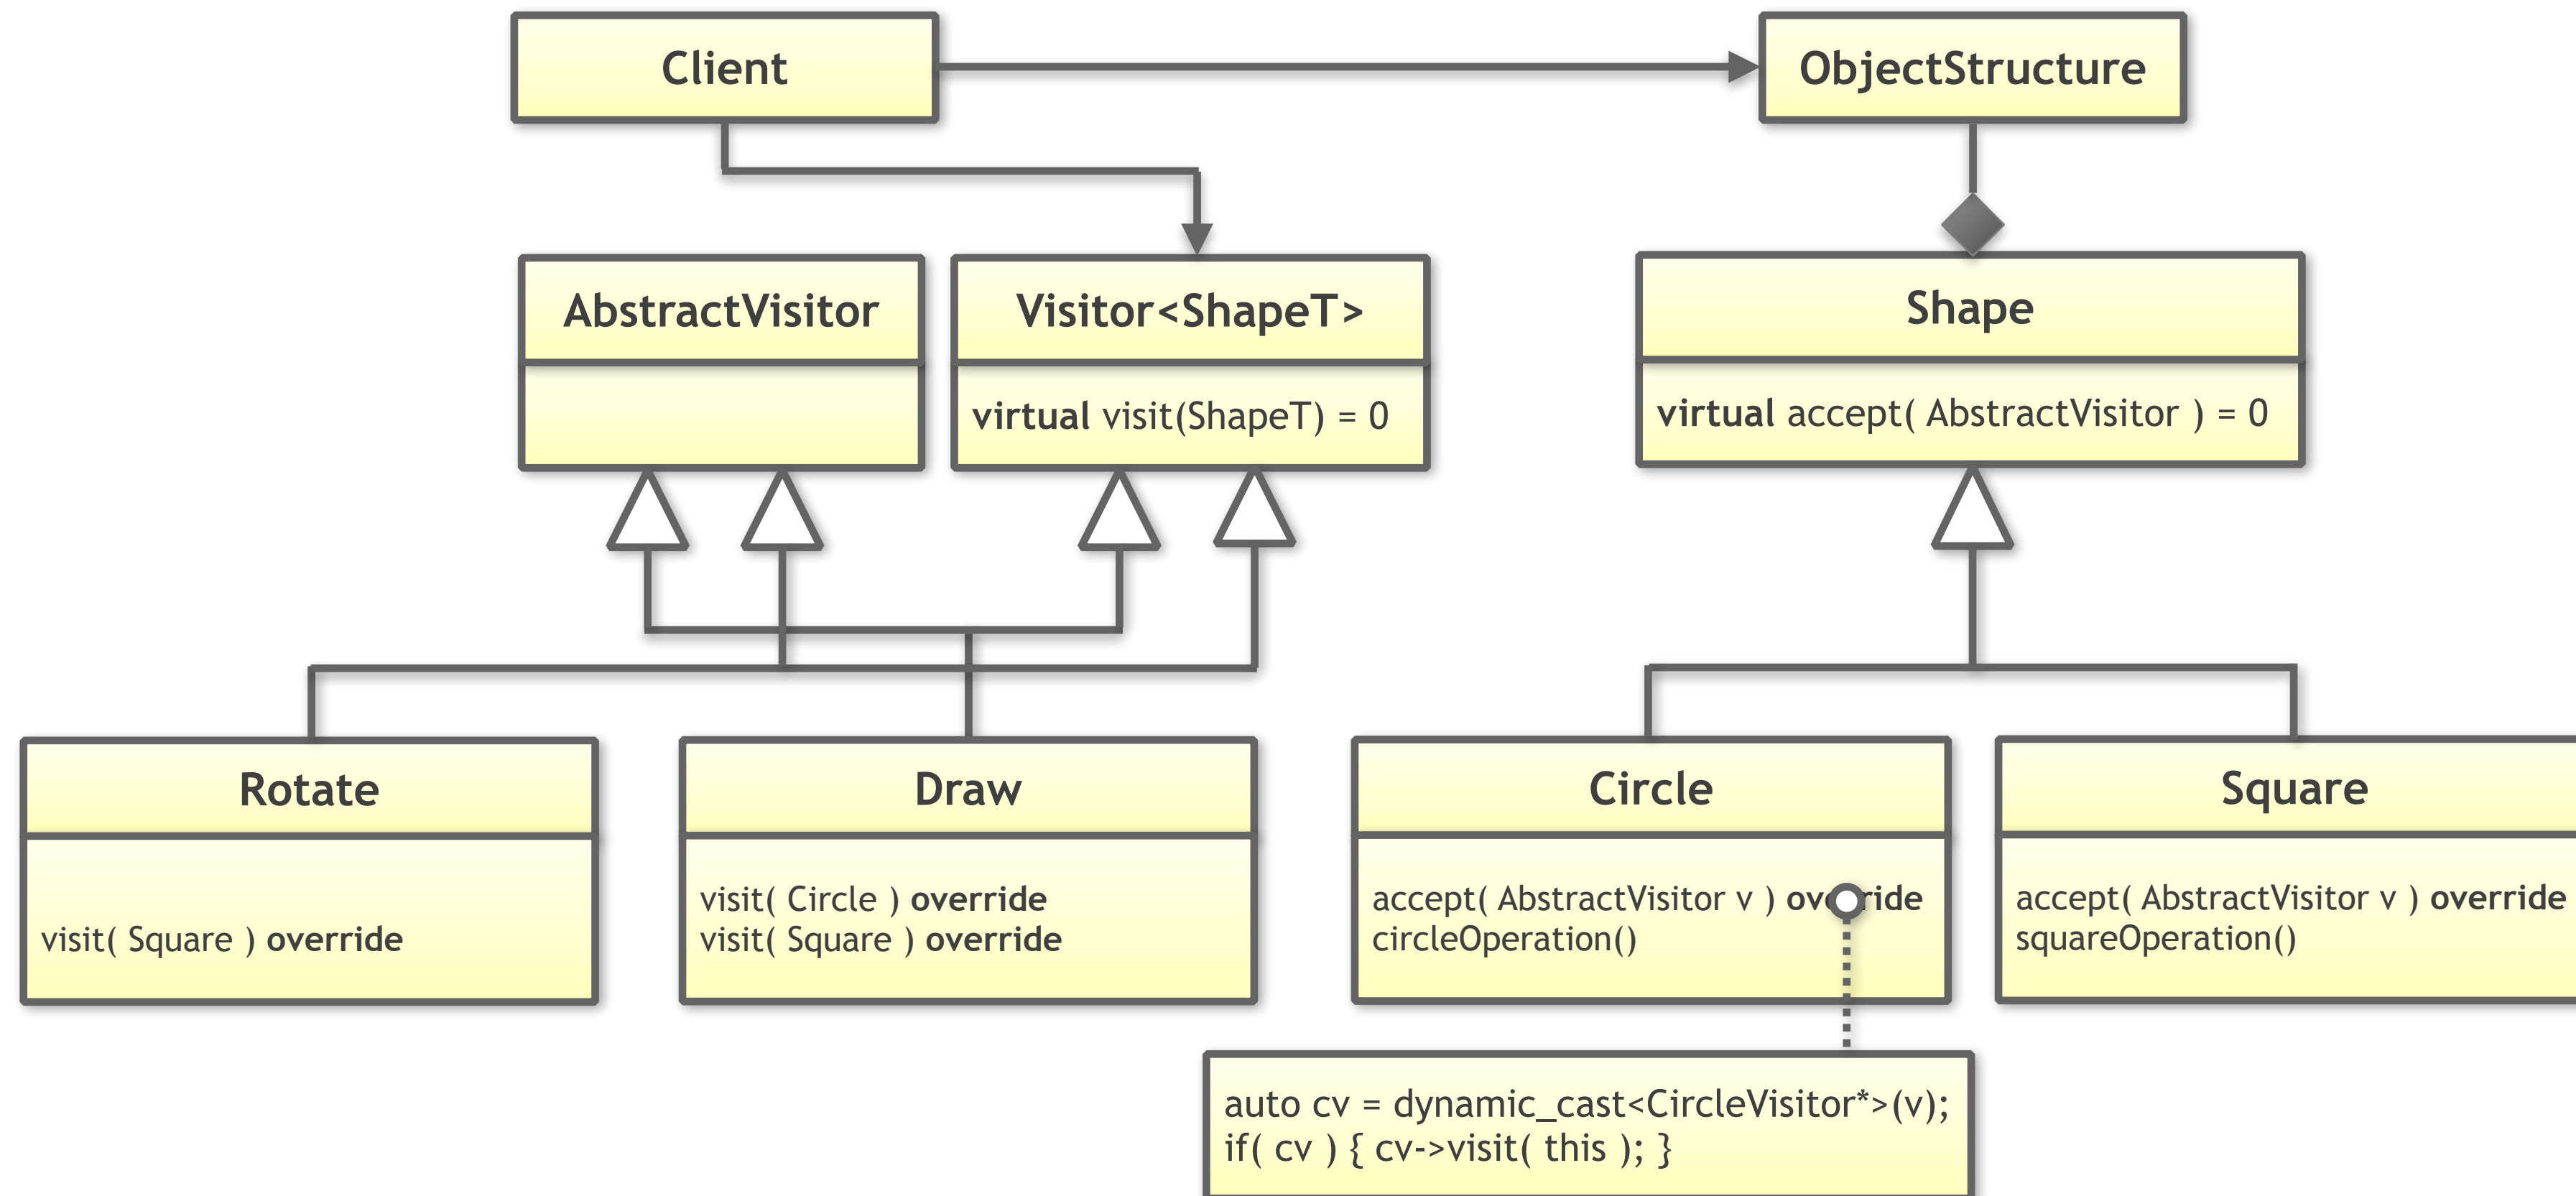 Client
ObjectStructure
AbstractVisitor
Visitor<ShapeT>
virtual visit(ShapeT) = 0
Shape
virtual accept( AbstractVisitor ) = 0
Rotate
visit( Square ) override
Draw
visit( Circle ) override
visit( Square ) override
Circle
accept( AbstractVisitor v ) override
circleOperation()
Square
accept( AbstractVisitor v ) override
squareOperation()
auto cv = dynamic_cast<CircleVisitor*>(v);
if( cv ) { cv->visit( this ); }